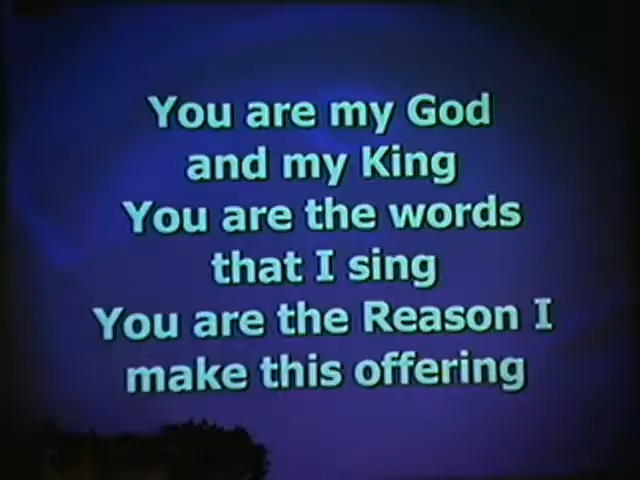 You are my God
and my King
You are the words
that I sing
You are the Reason I
make this offering